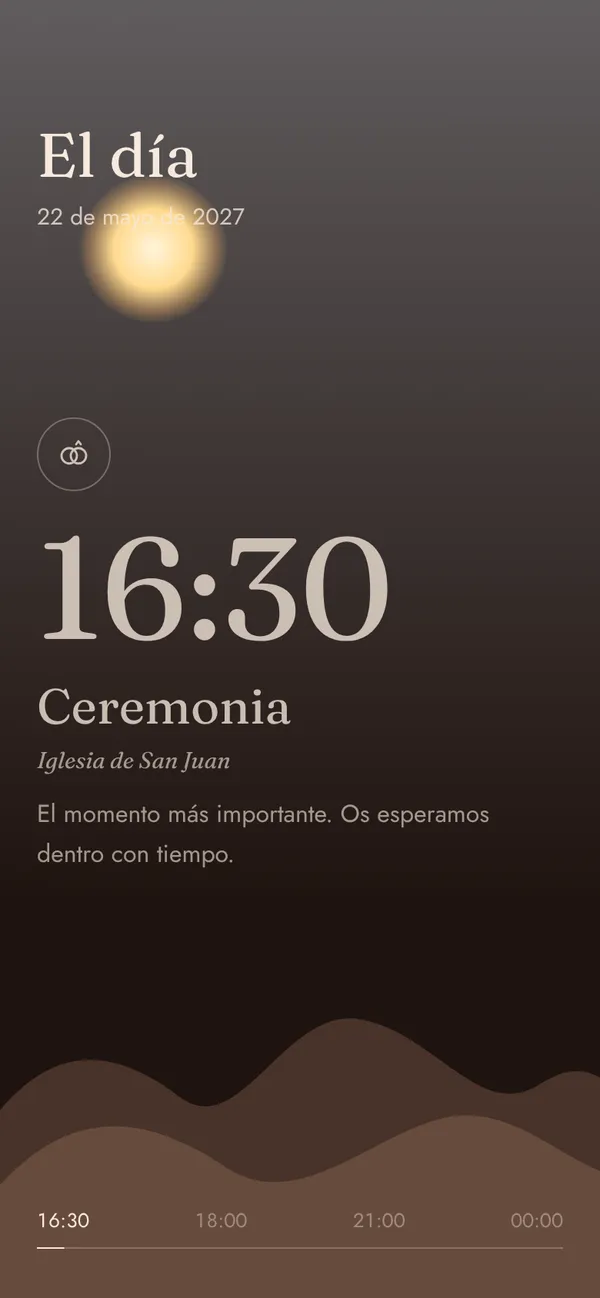 El día
22 de mayo de 2027
16:30
Ceremonia
Iglesia de San Juan
El momento más importante. Os esperamos
dentro con tiempo.
16:30 18:00 21:00 00:00